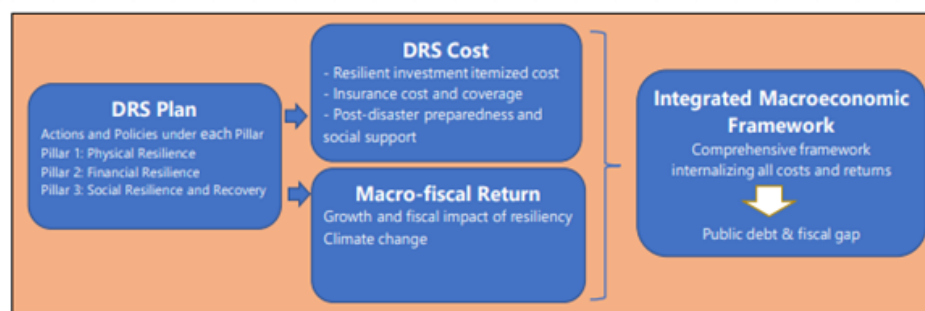 DRS Plan
Actions and Policies under each Pillar
Pillar 1: Physical Resilience
Pillar 2: Financial Resilience
Pillar 3: Social Resilience and Recovery
DRS Cost
- Resilient investment itemized cost
- Insurance cost and coverage
- Post-disaster preparedness and
social support
Macro-fiscal Return
Growth and fiscal impact of resiliency
Climate change
Integrated Macroeconomic
Framework
Comprehensive framework
internalizing all costs and returns
Public debt & fiscal gap